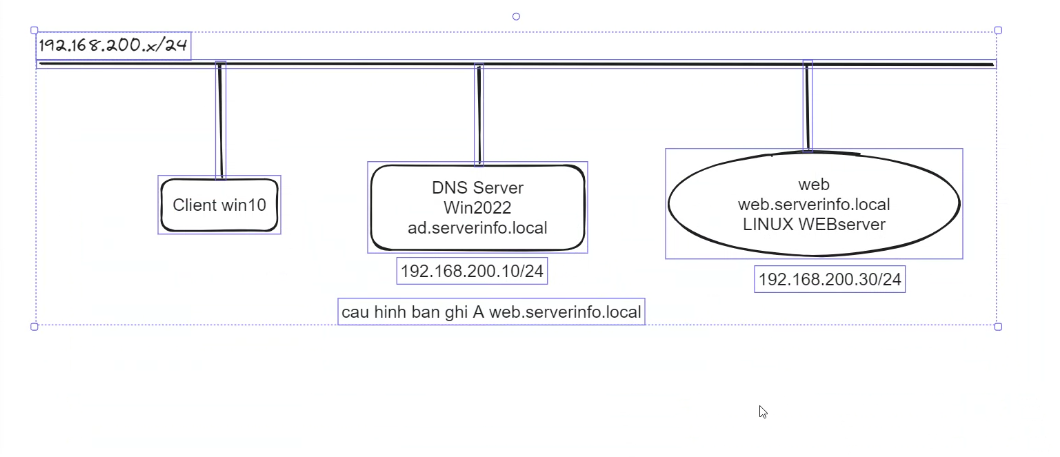 192.168.200.x/24
Client win10
DNS Server
Win2022
ad.serverinfo.local
192.168.200.10/24
cau hinh ban ghi A web.serverinfo.local
web
web.serverinfo.local
LINUX WEBserver
192.168.200.30/24